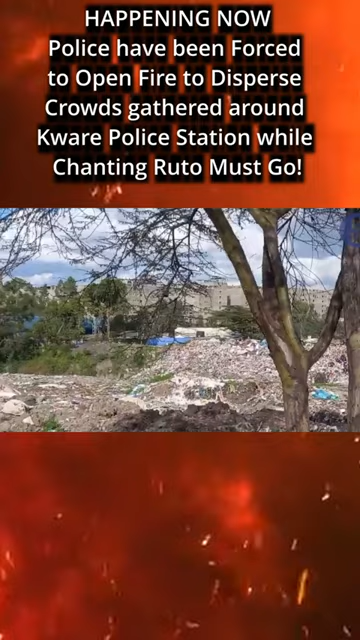 HAPPENING NOW
Police have been Forced
to Open Fire to Disperse
Crowds gathered around
Kware Police Station while
Chanting Ruto Must Go!